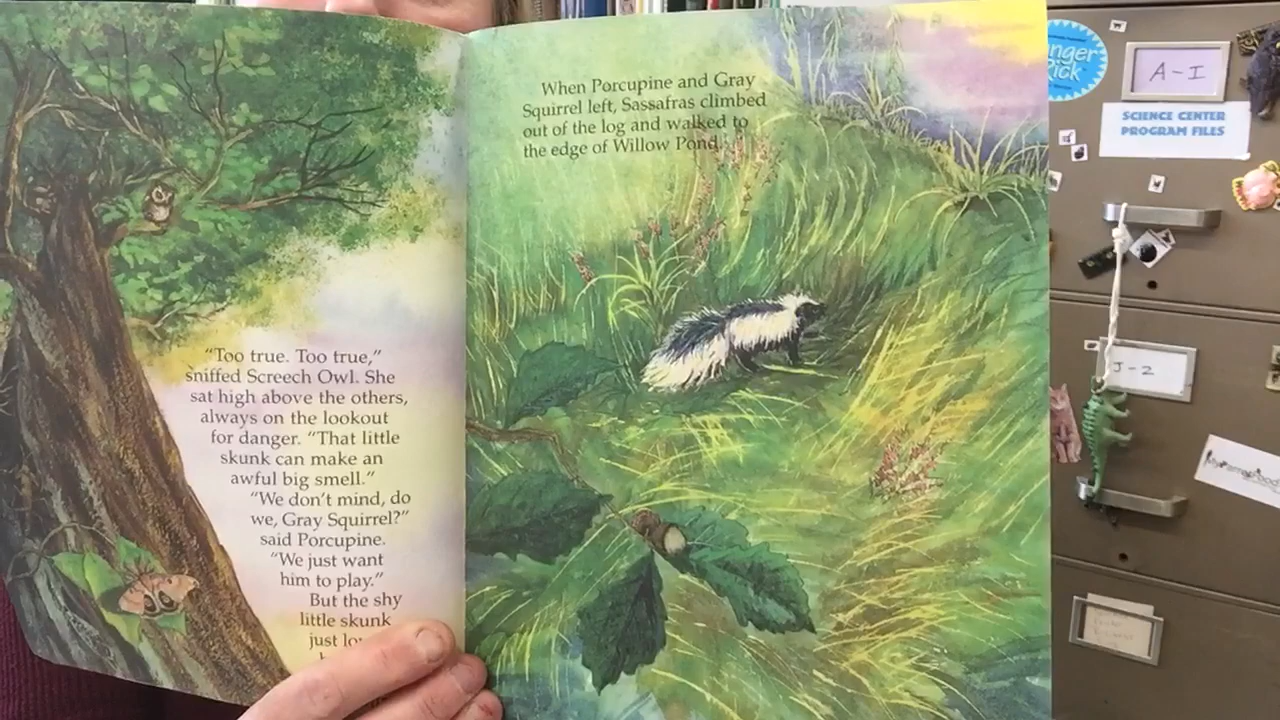 "Too true. Too true,"
sniffed Screech Owl. She
sat high above the others,
always on the lookout
for danger. "That little
skunk can make an
awful big smell."
"We don't mind, do
we, Gray Squirrel?"
said Porcupine.
"We just want
him to play."
But the shy
little skunk
just
When Porcupine and Gray
Squirrel left, Sassafras climbed
out of the log and walked to
the edge of Willow Pond.
A-I
SCIENCE CENTER
PROGRAM FILES
J-Z